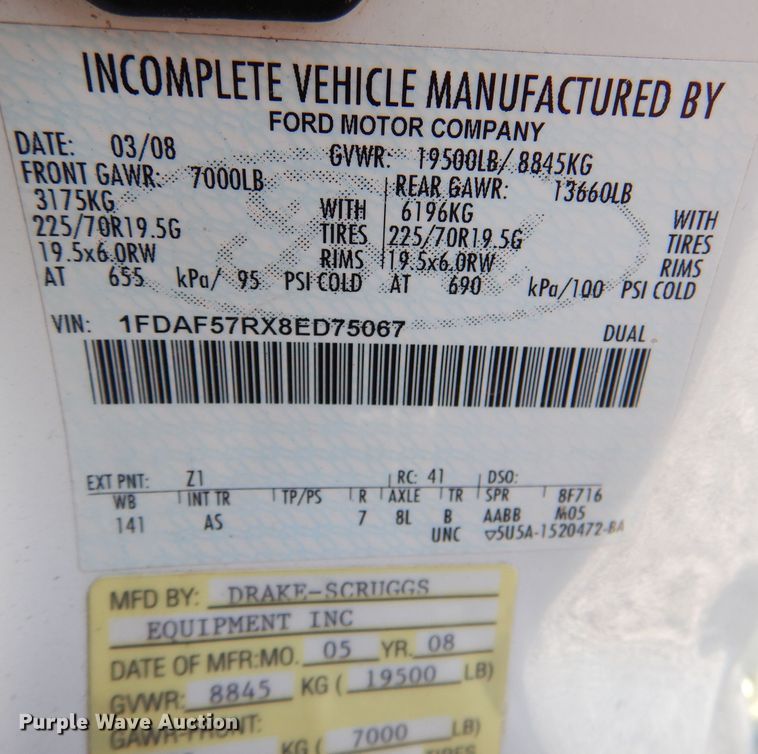 INCOMPLETE VEHICLE MANUFACTURED BY
FORD MOTOR COMPANY
DATE: 03/08 GVWR: 19500LB/ 8845KG
FRONT GAWR: 7000LB REAR GAWR: 13660LB
3175KG WITH 6196KG WITH
225/70R19.5G TIRES 225/70R19.5G TIRES
19.5x6.0RW RIMS 19.5x6.0RW RIMS
AT 655 kPa/ 95 PSI COLD AT 690 kPa/100 PSI COLD
VIN: 1FDAF57RX8ED75067 DUAL
EXT PNT: Z1 RC: 41 DSO:
WB INT TR TP/PS R AXLE TR SPR 8F716
141 AS 7 8L B AABB M05
UNC 5U5A-1520472-BA
MFD BY: DRAKE-SCRUGGS
EQUIPMENT INC
DATE OF MFR: MO. 05 YR. 08
GVWR: 8845 KG ( 19500 LB)
GAWR-FRONT:
KG ( 7000 LB)
Purple Wave Auction